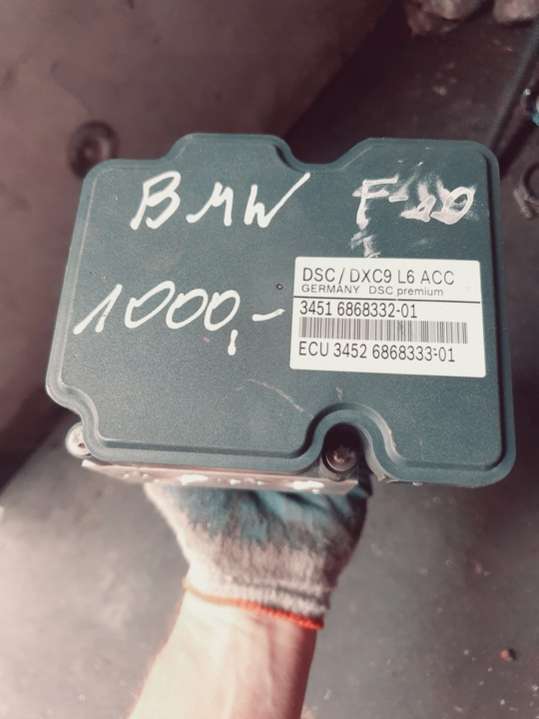 BMW F-10
1000,-
DSC/DXC9 L6 ACC
GERMANY DSC premium
3451 6868332-01
ECU 3452 6868333-01